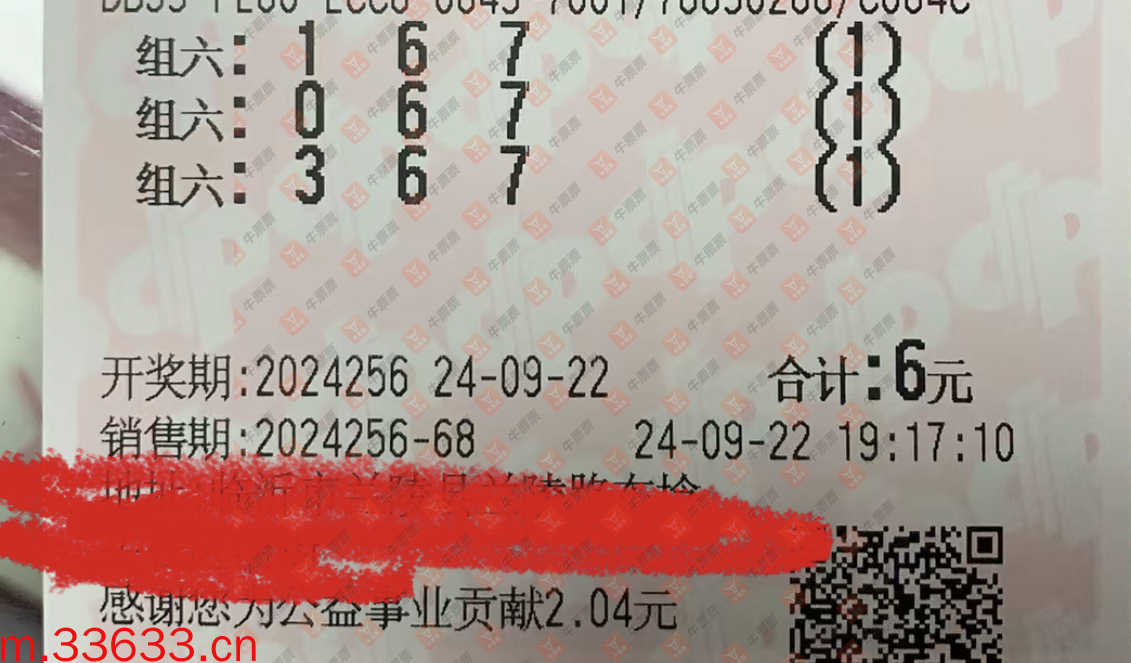 组六: 1 6 7 (1)
组六: 0 6 7 (1)
组六: 3 6 7 (1)
开奖期:2024256 24-09-22 合计:6元
销售期:2024256-68 24-09-22 19:17:10
感谢您为公益事业贡献2.04元
m.33633.cn